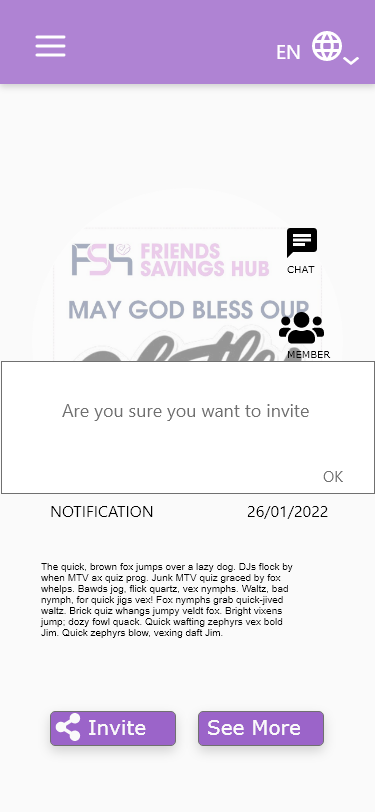 EN
FSH FRIENDS
SAVINGS HUB
CHAT
MAY GOD BLESS OUR
MEMBER
Are you sure you want to invite
OK
NOTIFICATION 26/01/2022
The quick, brown fox jumps over a lazy dog. DJs flock by
when MTV ax quiz prog. Junk MTV quiz graced by fox
whelps. Bawds jog, flick quartz, vex nymphs. Waltz, bad
nymph, for quick jigs vex! Fox nymphs grab quick-jived
waltz. Brick quiz whangs jumpy veldt fox. Bright vixens
jump; dozy fowl quack. Quick wafting zephyrs vex bold
Jim. Quick zephyrs blow, vexing daft Jim.
Invite See More